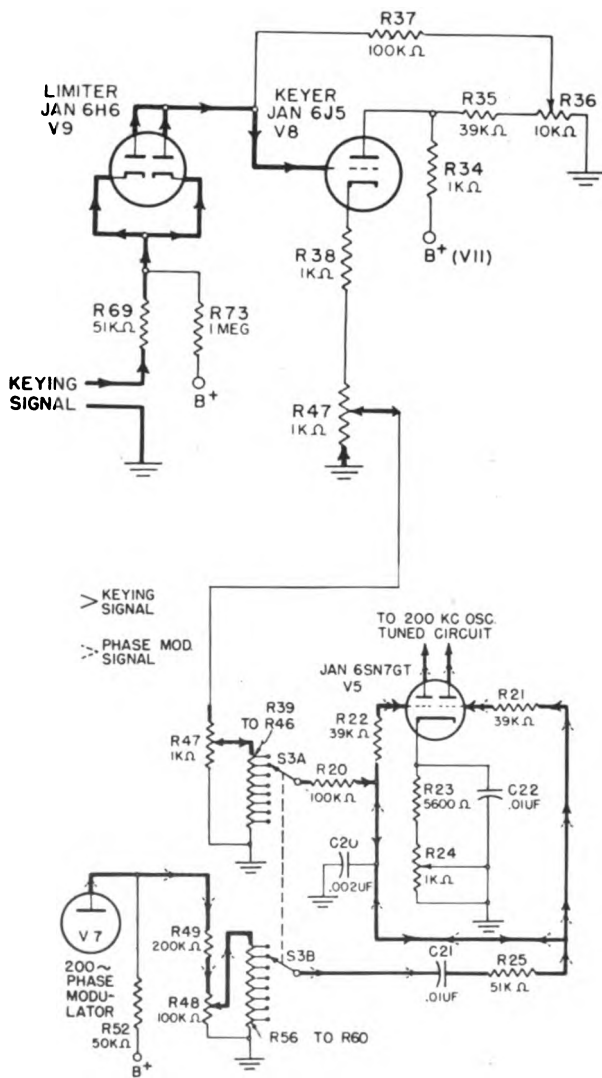 R37
100KΩ
LIMITER
JAN 6H6
V9
KEYER
JAN 6J5
V8
R35
39KΩ
R36
10KΩ
R34
1KΩ
B+ (V11)
R38
1KΩ
R69
51KΩ
R73
1MEG
B+
KEYING
SIGNAL
R47
1KΩ
KEYING
SIGNAL
PHASE MOD.
SIGNAL
TO 200 KC OSC.
TUNED CIRCUIT
JAN 6SN7GT
V5
R21
39KΩ
R22
39KΩ
R39
TO R46
R47
1KΩ
S3A
R20
100KΩ
R23
5600Ω
C22
.01UF
C20
.002UF
R24
1KΩ
V7
200~
PHASE
MODU-
LATOR
R49
200KΩ
R48
100KΩ
S3B
C21
.01UF
R25
51KΩ
R52
50KΩ
B+
R56 TO R60